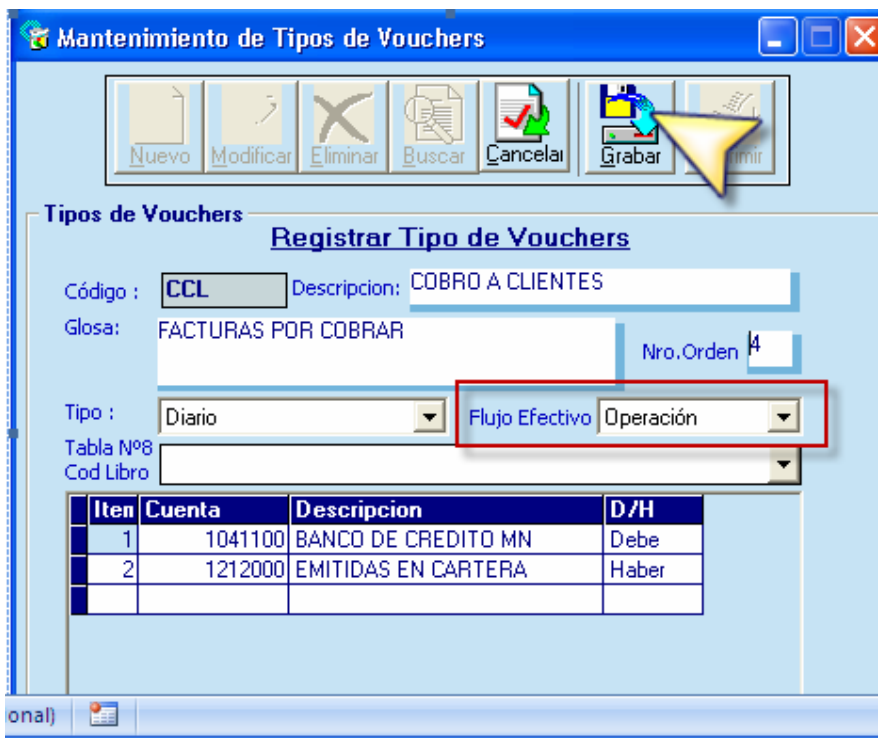 Mantenimiento de Tipos de Vouchers
Nuevo Modificar Eliminar Buscar Cancelar Grabar
Tipos de Vouchers
Registrar Tipo de Vouchers
Código : CCL Descripcion: COBRO A CLIENTES
Glosa: FACTURAS POR COBRAR
Nro.Orden 4
Tipo : Diario Flujo Efectivo Operación
Tabla Nº8
Cod Libro
Iten Cuenta Descripcion D/H
1 1041100 BANCO DE CREDITO MN Debe
2 1212000 EMITIDAS EN CARTERA Haber
onal)